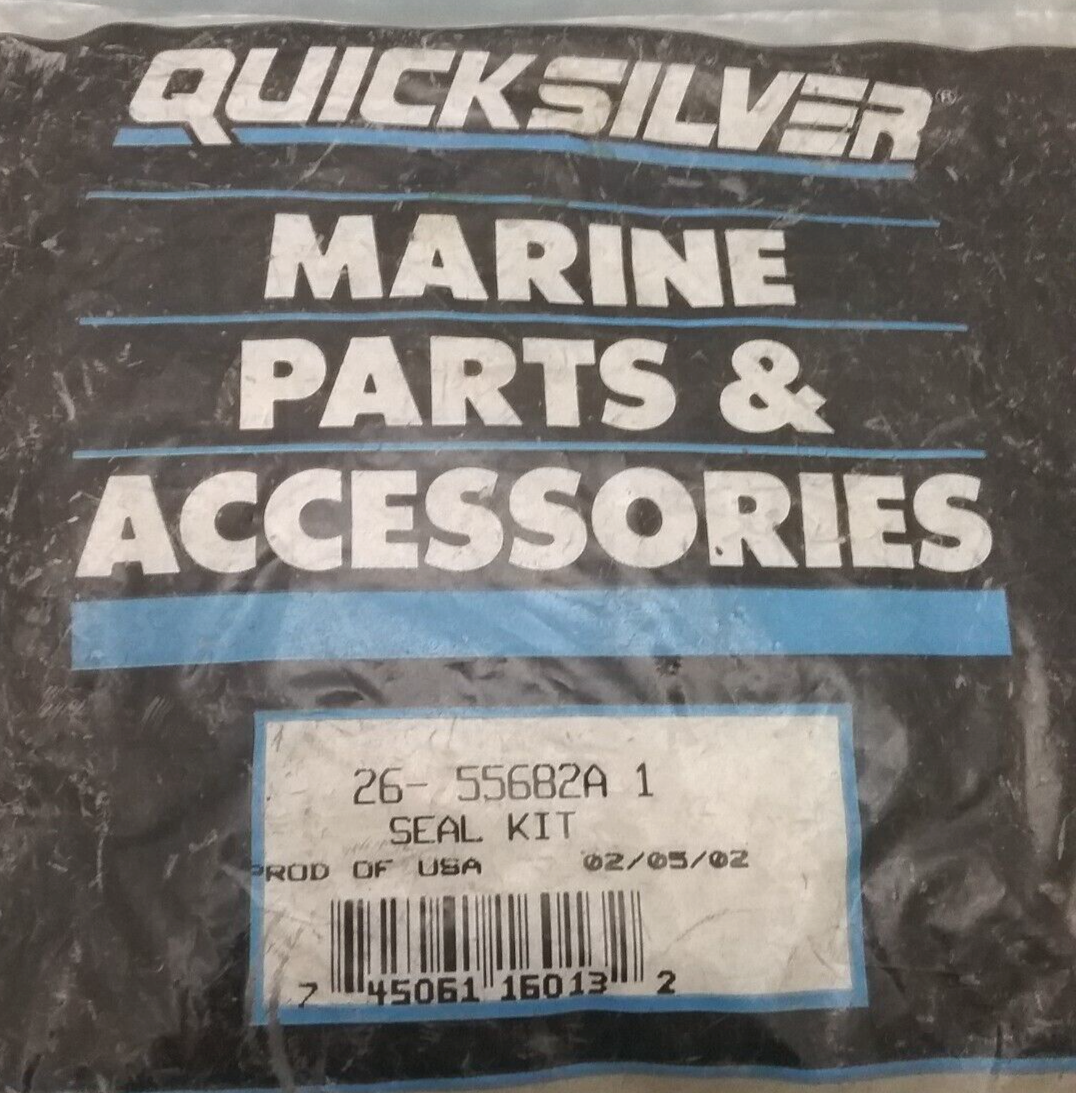 QUICKSILVER®
MARINE
PARTS &
ACCESSORIES
26- 55682A 1
SEAL KIT
PROD OF USA 02/05/02
7 45061 16013 2